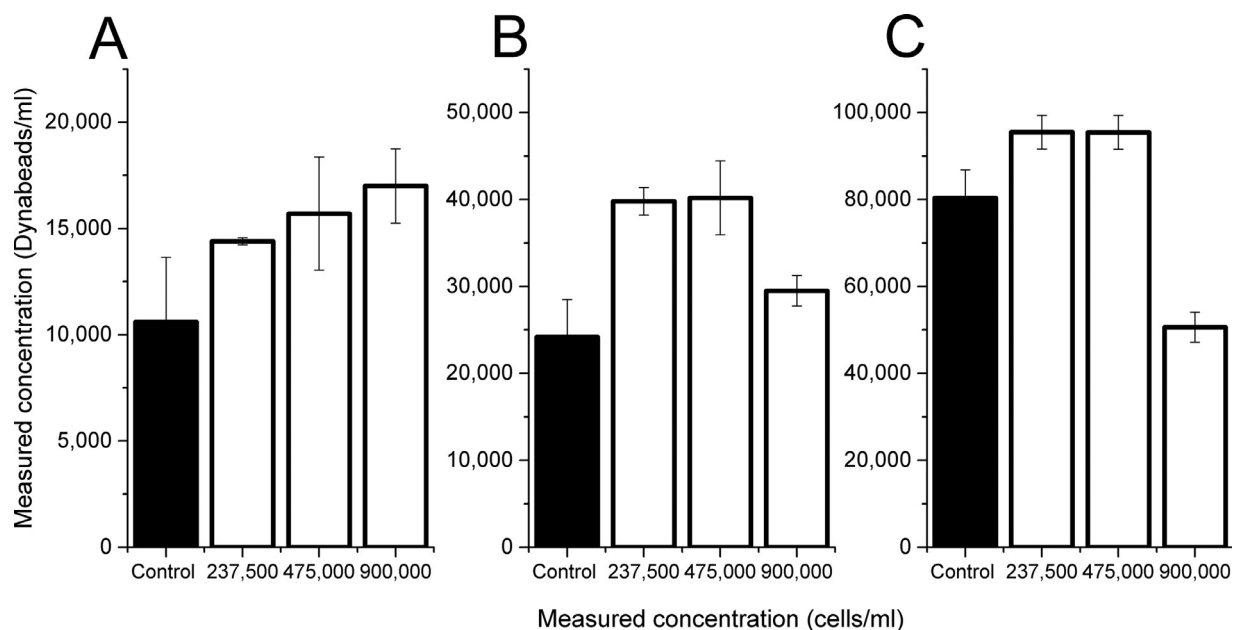 A
B
C
Measured concentration (Dynabeads/ml)
20,000
15,000
10,000
5,000
0
Control 237,500 475,000 900,000
50,000
40,000
30,000
20,000
10,000
0
Control 237,500 475,000 900,000
100,000
80,000
60,000
40,000
20,000
0
Control 237,500 475,000 900,000
Measured concentration (cells/ml)